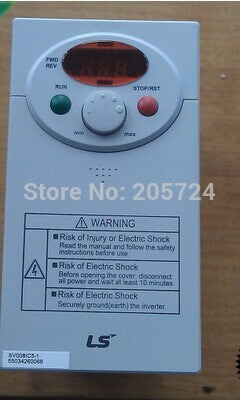 FWD
REV
RUN
STOP/RST
min
max
Store No: 205724
WARNING
Risk of Injury or Electric Shock
Read the manual and follow the safety
instructions before use.
Risk of Electric Shock
Before opening the cover, disconnect
all power and wait at least 10 minutes.
Risk of Electric Shock
Securely ground(earth) the inverter.
LS
SV008IC5-1
55034260068